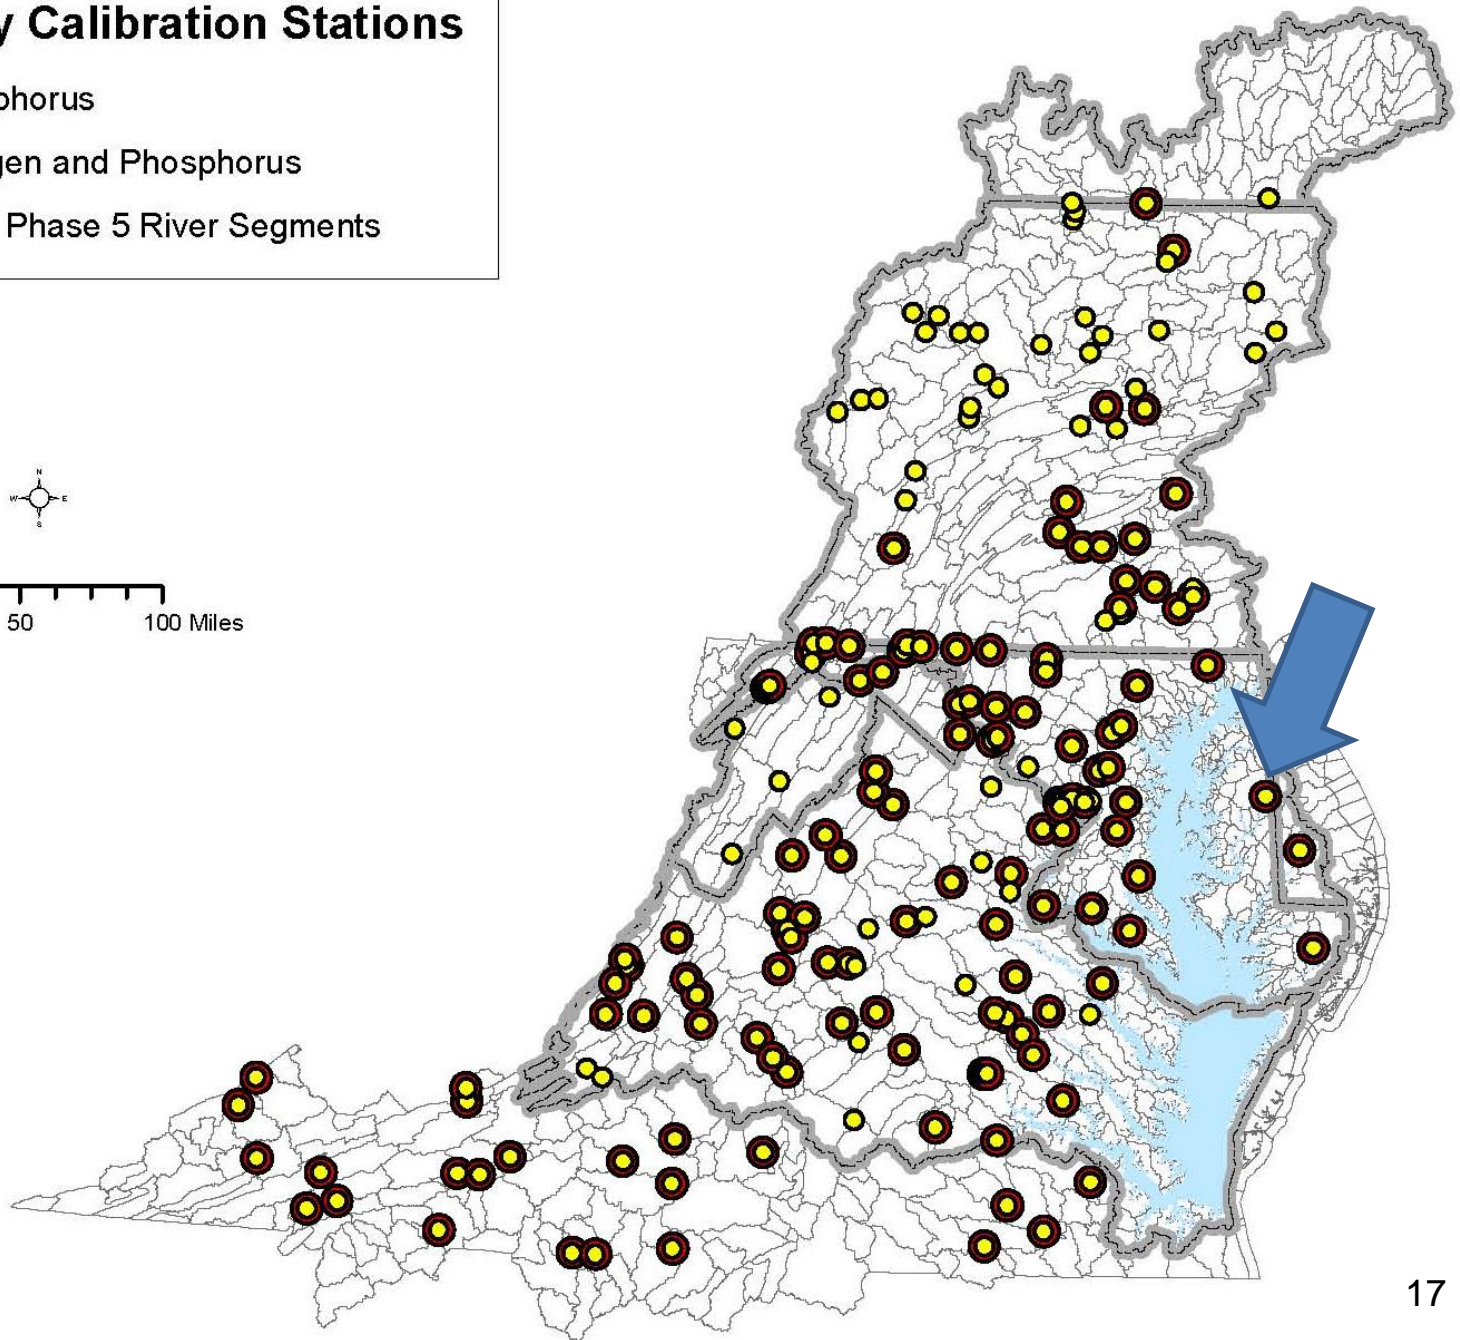 y Calibration Stations
phorus
gen and Phosphorus
Phase 5 River Segments
N
W E
S
50 100 Miles
17